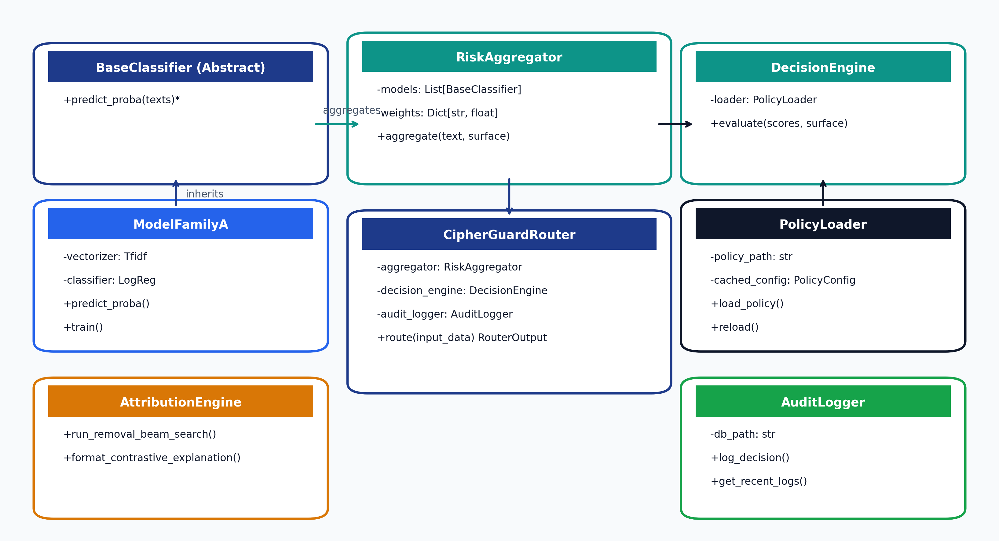 BaseClassifier (Abstract)
+predict_proba(texts)*
aggregates
RiskAggregator
-models: List[BaseClassifier]
-weights: Dict[str, float]
+aggregate(text, surface)
DecisionEngine
-loader: PolicyLoader
+evaluate(scores, surface)
inherits
ModelFamilyA
-vectorizer: Tfidf
-classifier: LogReg
+predict_proba()
+train()
CipherGuardRouter
-aggregator: RiskAggregator
-decision_engine: DecisionEngine
-audit_logger: AuditLogger
+route(input_data) RouterOutput
PolicyLoader
-policy_path: str
-cached_config: PolicyConfig
+load_policy()
+reload()
AttributionEngine
+run_removal_beam_search()
+format_contrastive_explanation()
AuditLogger
-db_path: str
+log_decision()
+get_recent_logs()